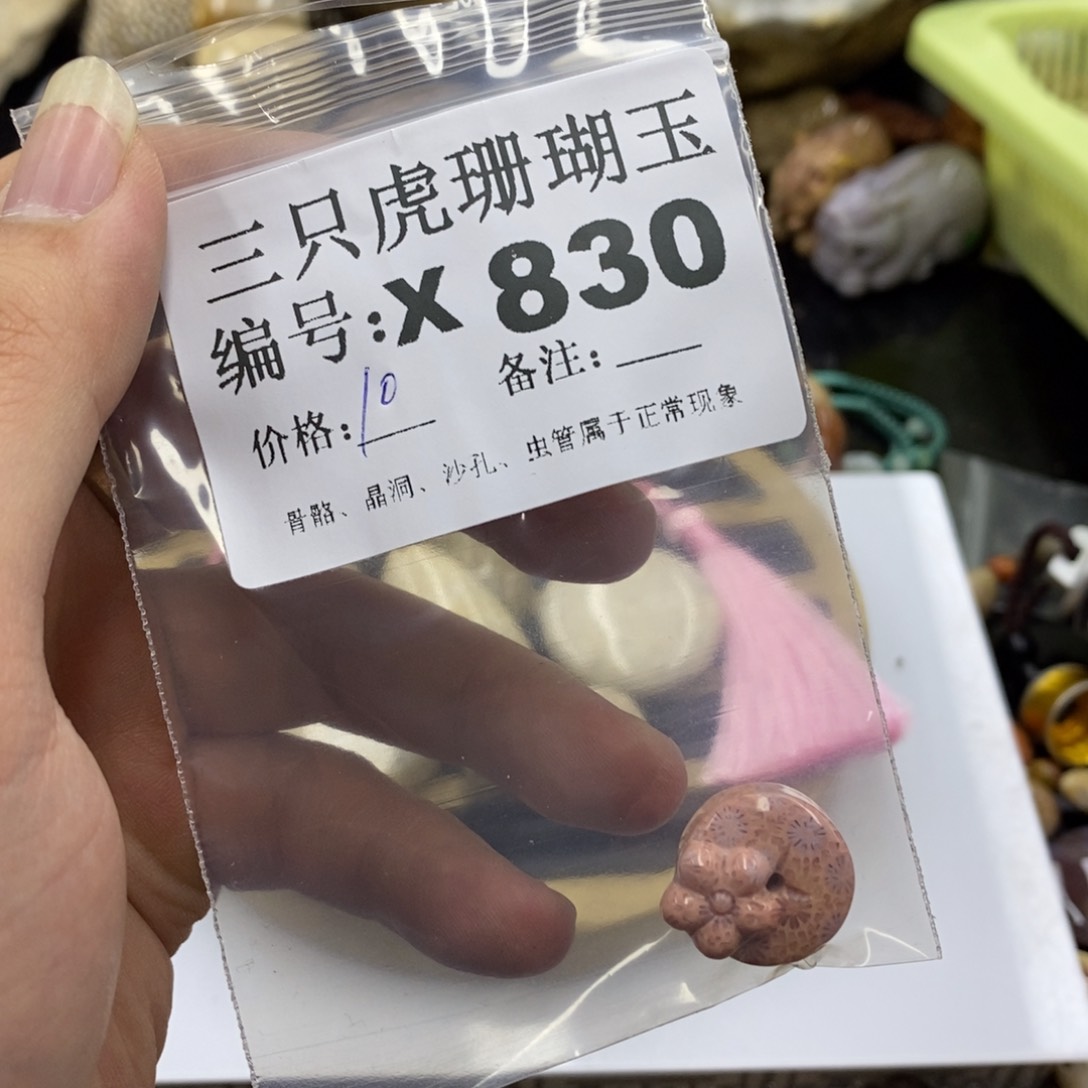 三只虎珊瑚玉
编号:X 830
价格:10 备注:
骨骼、晶洞、沙孔、虫管属于正常现象